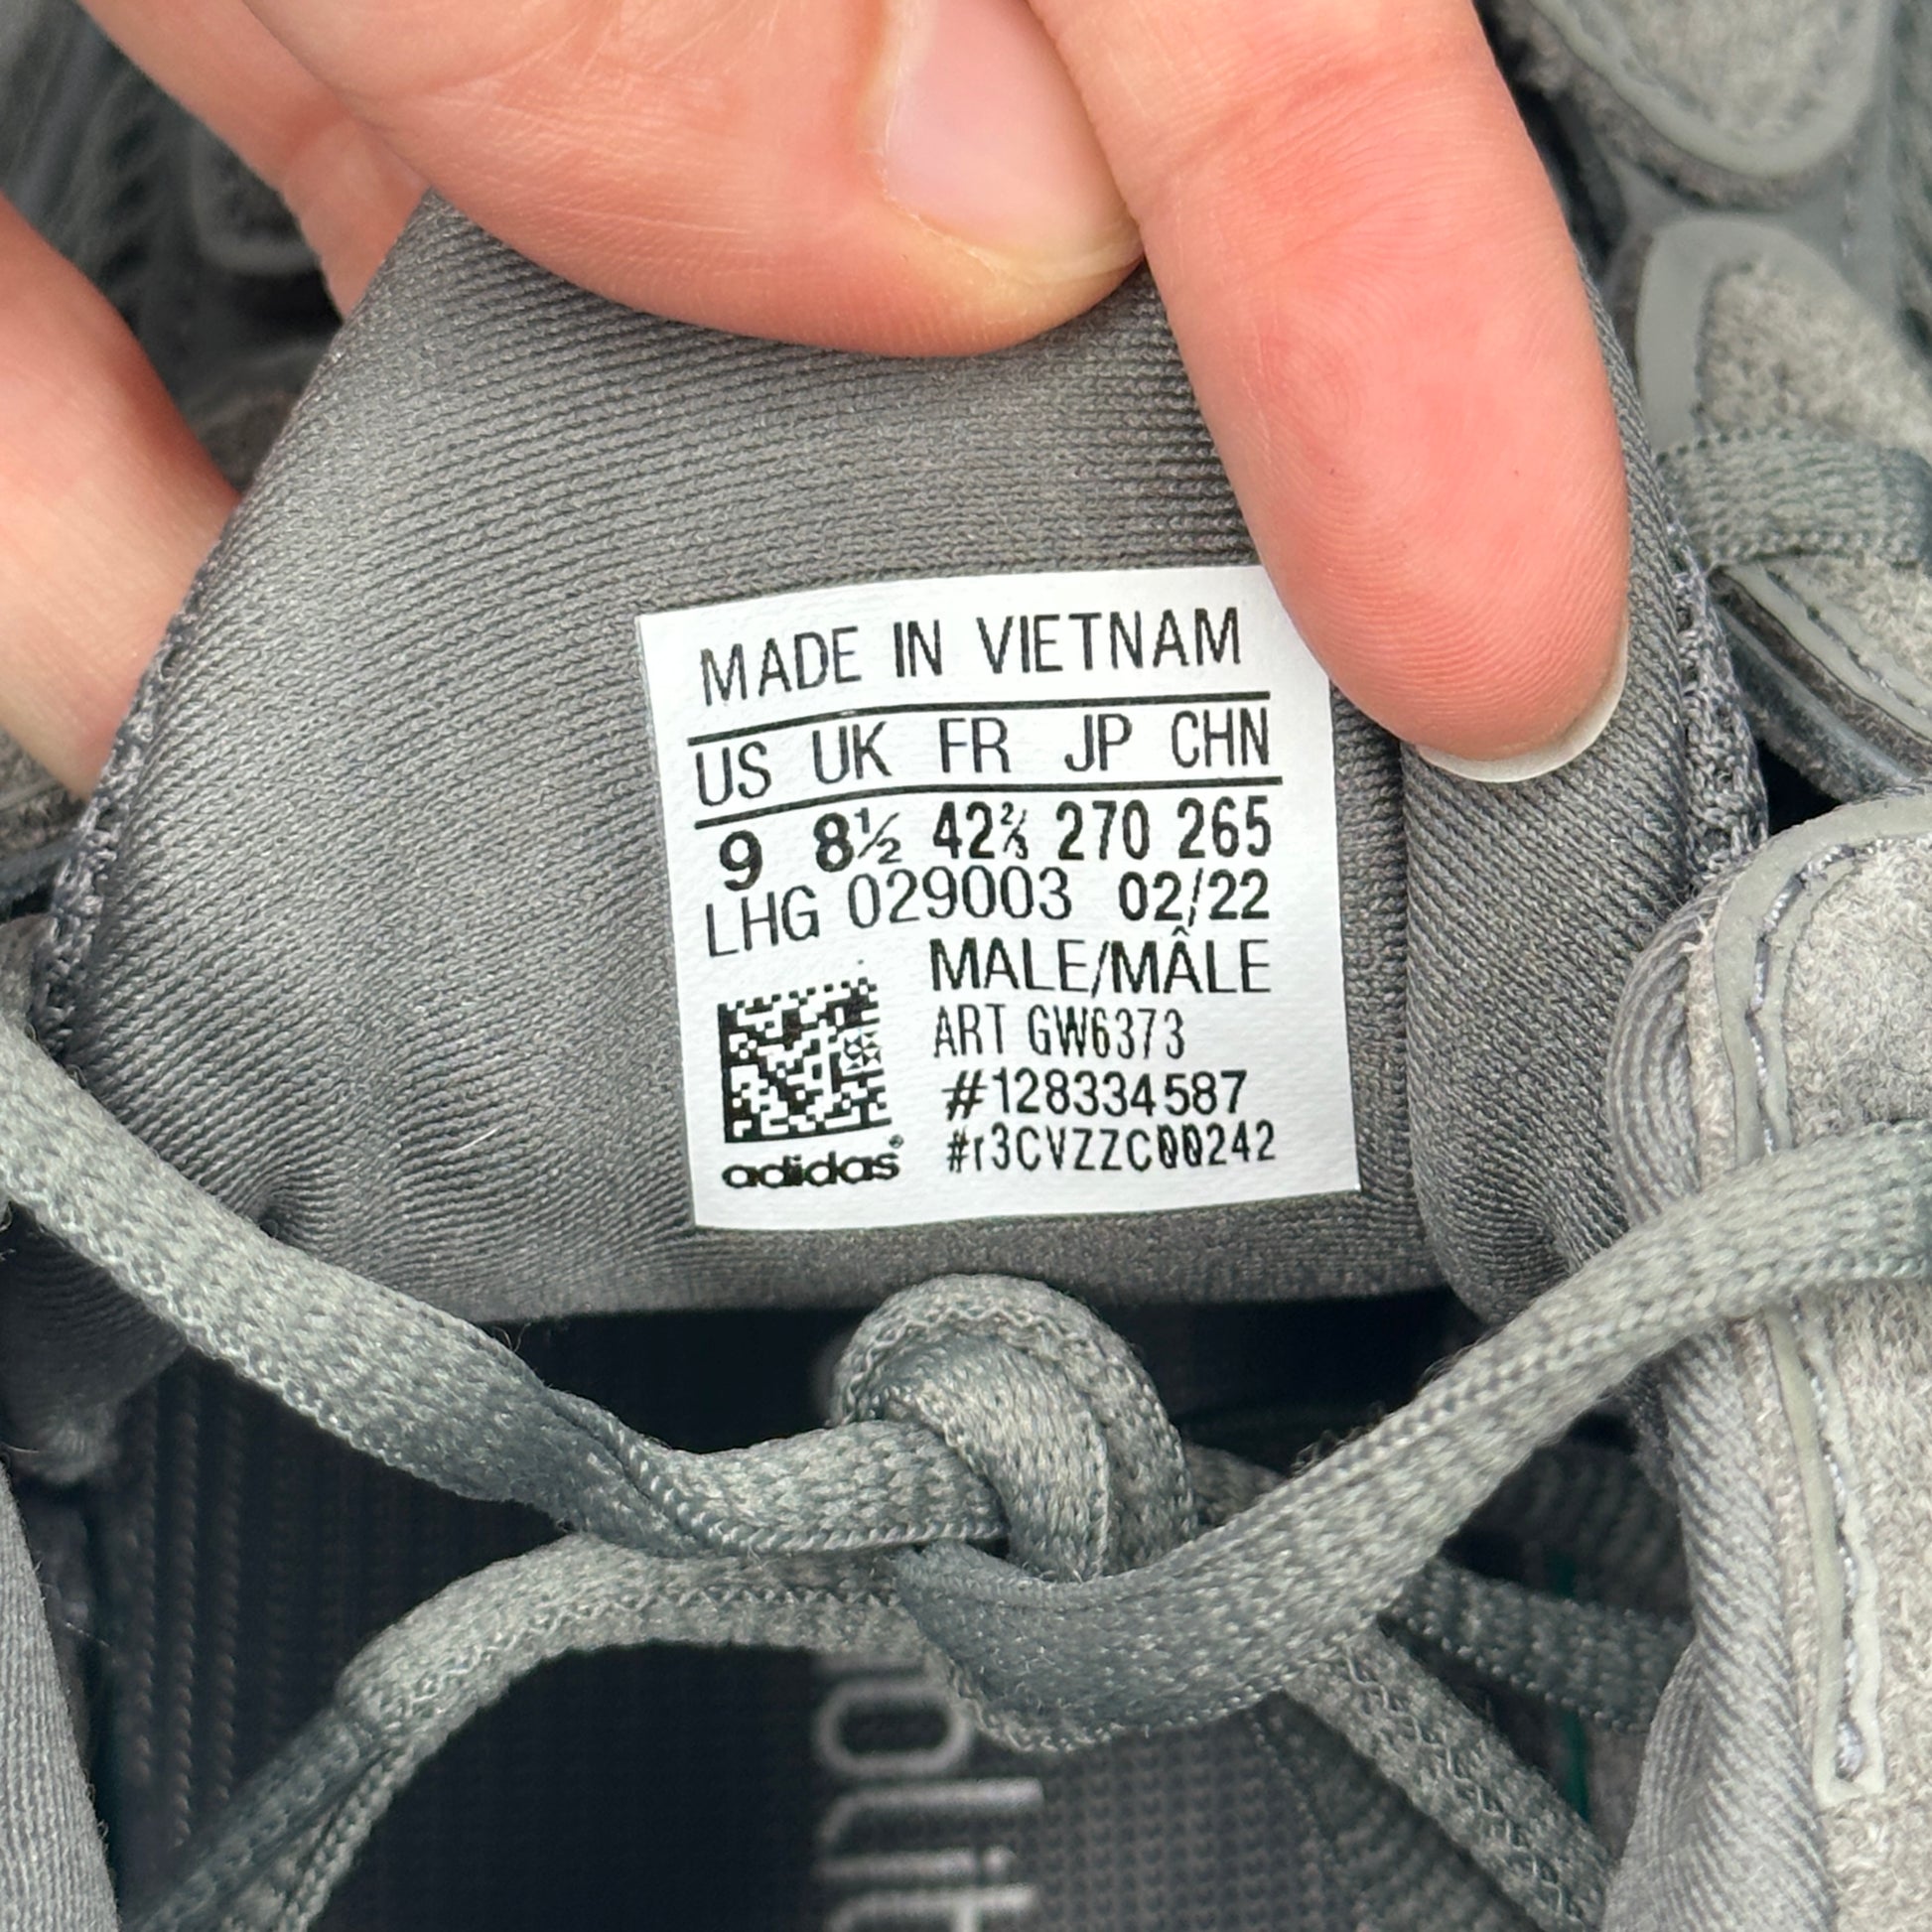 MADE IN VIETNAM
US UK FR JP CHN
9 8½ 42⅔ 270 265
LHG 029003 02/22
MALE/MÂLE
ART GW6373
#128334587
#r3CVZZC00242
adidas®